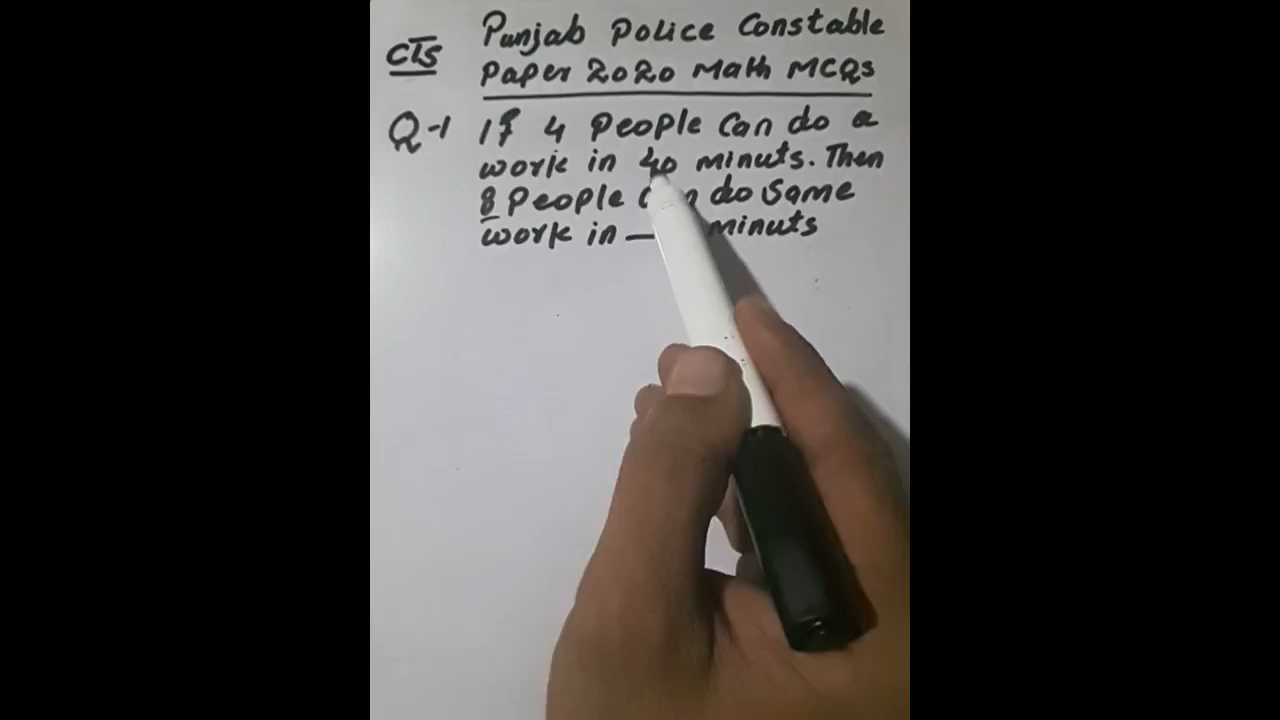 CTS
Punjab Police Constable
Paper 2020 Math MCQs
Q-1 If 4 People Can do a
work in 40 minuts. Then
8 People do Same
work in — minuts